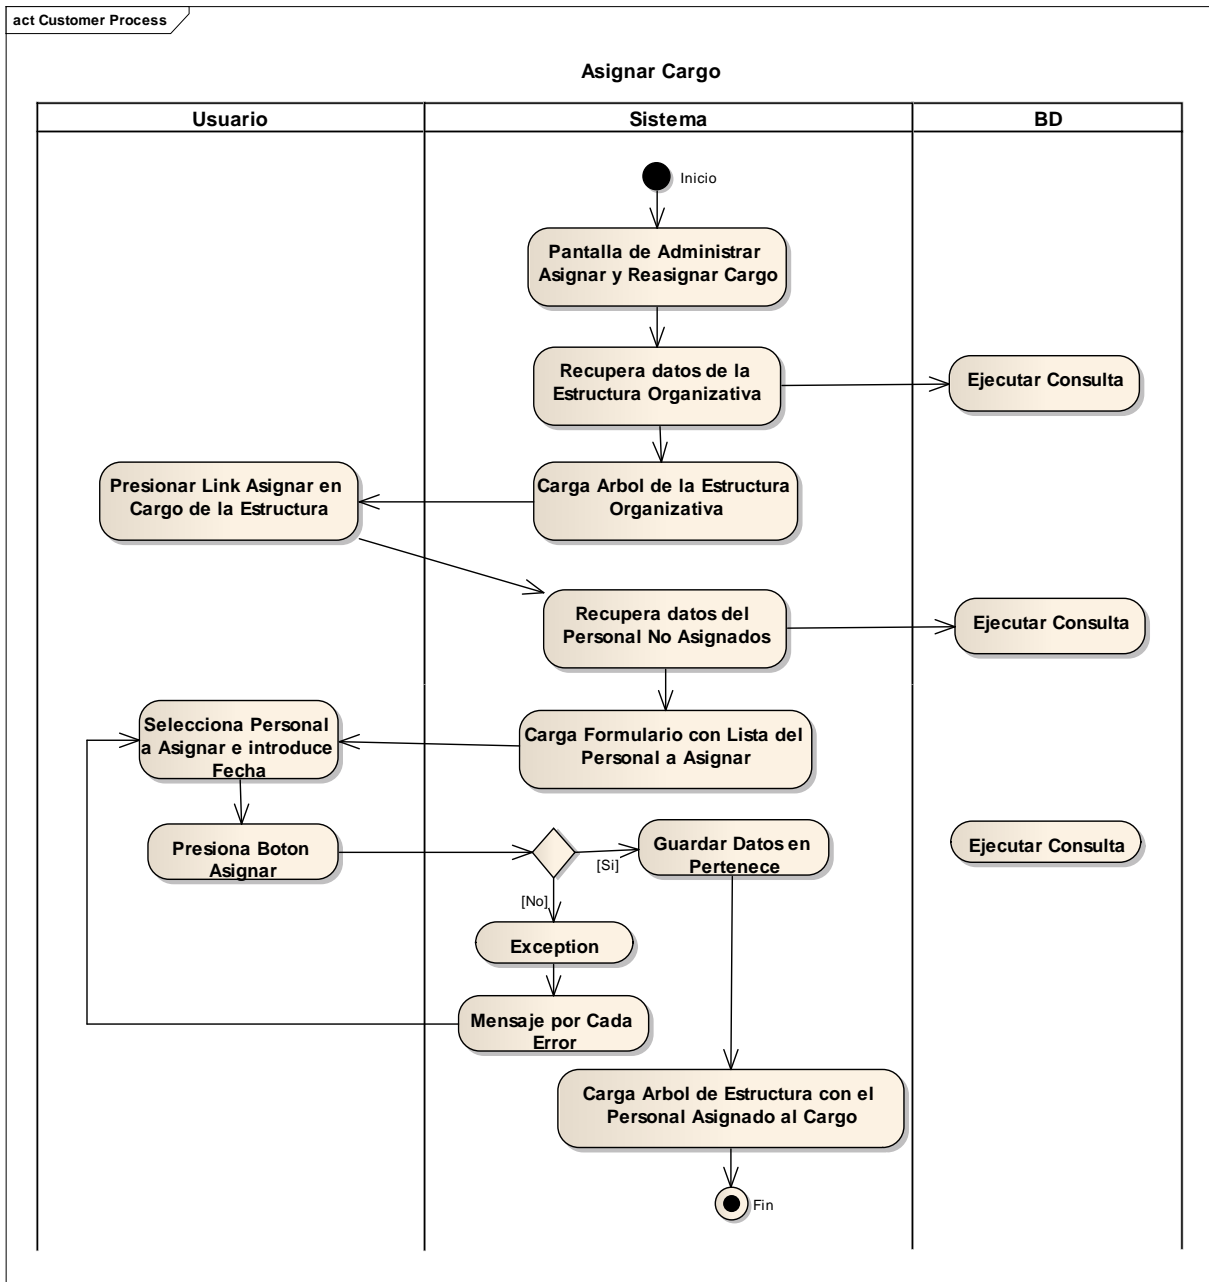 act Customer Process
Asignar Cargo
Usuario
Sistema
BD
Inicio
Pantalla de Administrar
Asignar y Reasignar Cargo
Recupera datos de la
Estructura Organizativa
Ejecutar Consulta
Presionar Link Asignar en
Cargo de la Estructura
Carga Arbol de la Estructura
Organizativa
Recupera datos del
Personal No Asignados
Ejecutar Consulta
Selecciona Personal
a Asignar e introduce
Fecha
Carga Formulario con Lista del
Personal a Asignar
Presiona Boton
Asignar
[Si]
Guardar Datos en
Pertenece
Ejecutar Consulta
[No]
Exception
Mensaje por Cada
Error
Carga Arbol de Estructura con el
Personal Asignado al Cargo
Fin